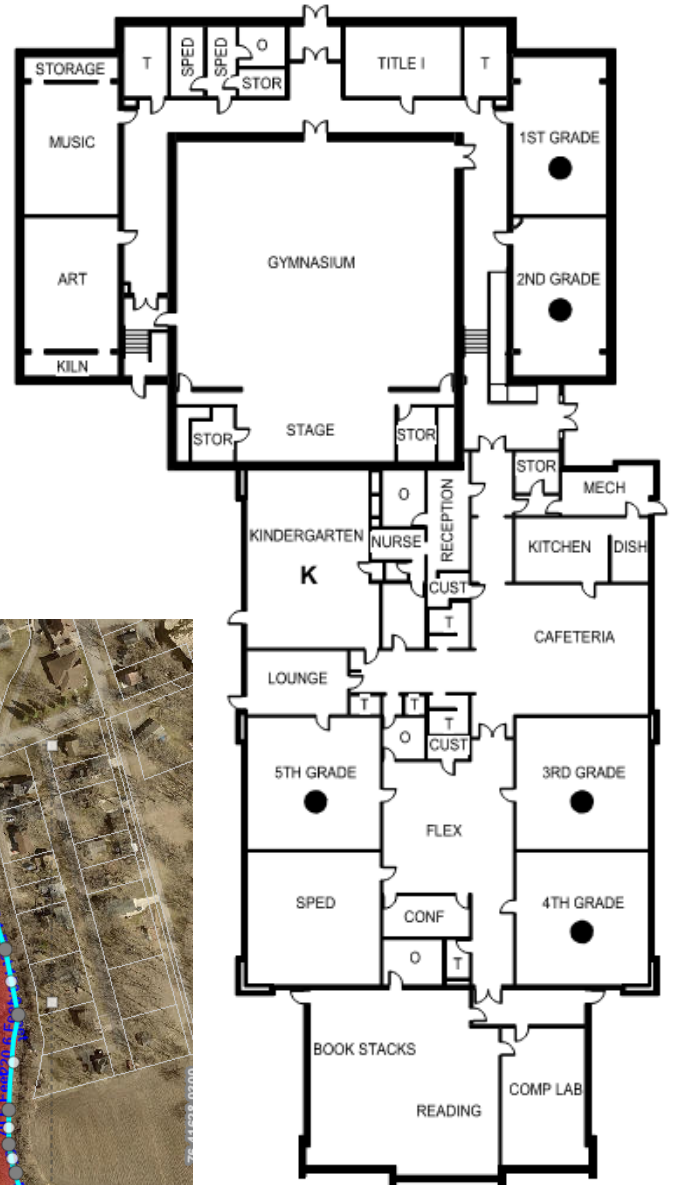 O
SPED
SPED
T
TITLE I
T
STORAGE
STOR
MUSIC
1ST GRADE
GYMNASIUM
ART
2ND GRADE
KILN
STAGE
STOR
STOR
STOR
MECH
O
RECEPTION
KINDERGARTEN
NURSE
KITCHEN
DISH
K
CUST
T
CAFETERIA
LOUNGE
T
T
T
O
CUST
5TH GRADE
3RD GRADE
FLEX
SPED
4TH GRADE
CONF
O
T
BOOK STACKS
COMP LAB
READING